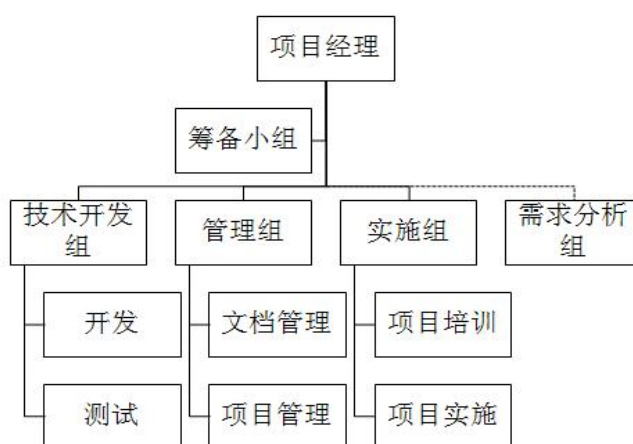 项目经理
筹备小组
技术开发
组
管理组
实施组
需求分析
组
开发
文档管理
项目培训
测试
项目管理
项目实施